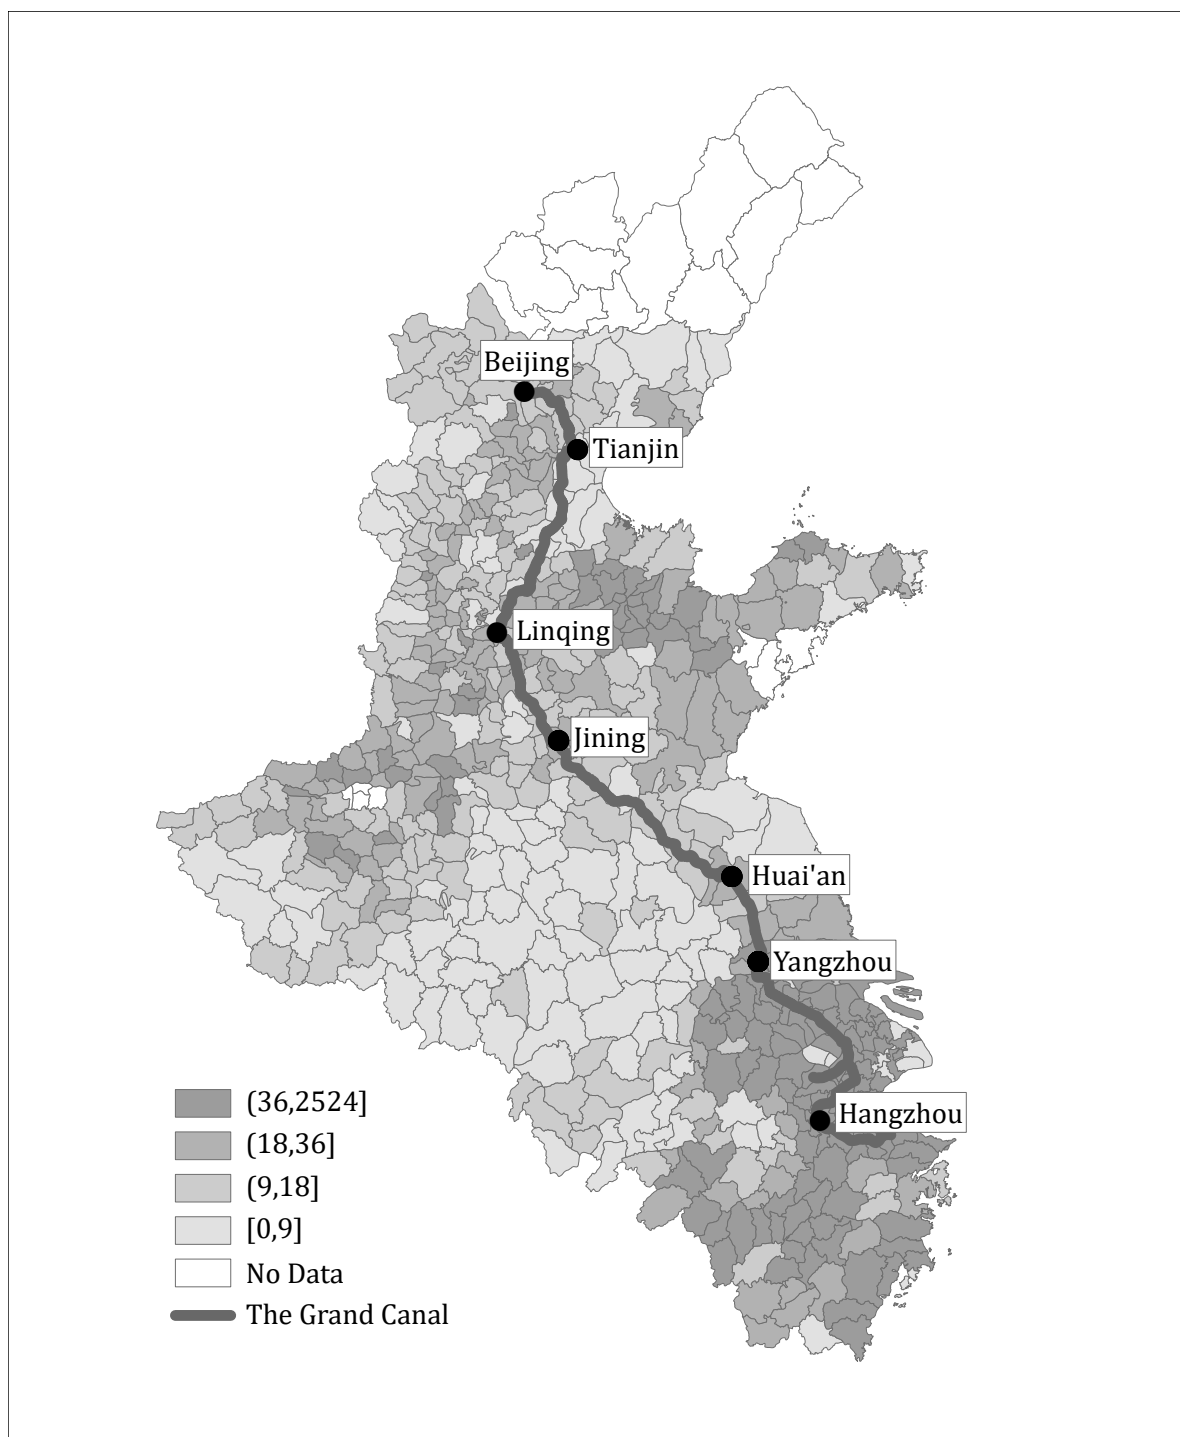 Beijing
Tianjin
Linqing
Jining
Huai'an
Yangzhou
Hangzhou
(36,2524]
(18,36]
(9,18]
[0,9]
No Data
The Grand Canal